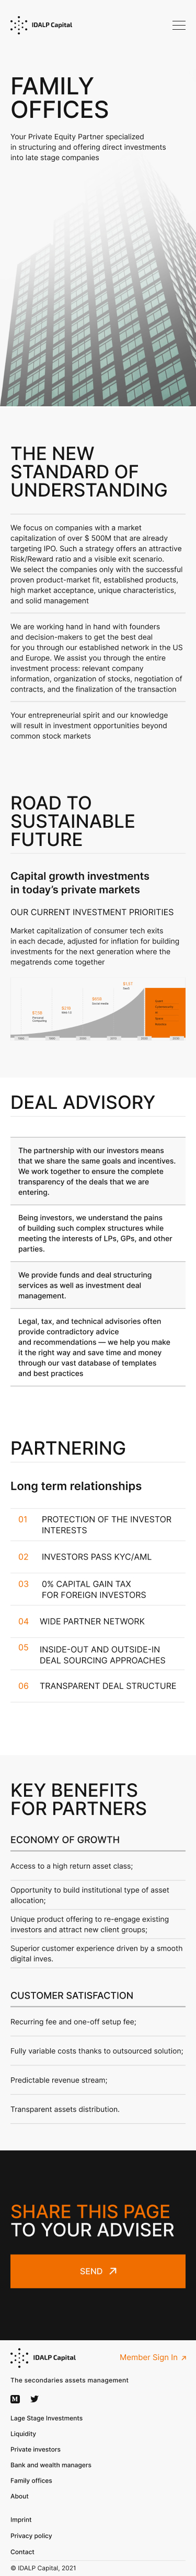 IDALP Capital
FAMILY
OFFICES
Your Private Equity Partner specialized
in structuring and offering direct investments
into late stage companies
THE NEW
STANDARD OF
UNDERSTANDING
We focus on companies with a market
capitalization of over $ 500M that are already
targeting IPO. Such a strategy offers an attractive
Risk/Reward ratio and a visible exit scenario.
We select the companies only with the successful
proven product-market fit, established products,
high market acceptance, unique characteristics,
and solid management
We are working hand in hand with founders
and decision-makers to get the best deal
for you through our established network in the US
and Europe. We assist you through the entire
investment process: relevant company
information, organization of stocks, negotiation of
contracts, and the finalization of the transaction
Your entrepreneurial spirit and our knowledge
will result in investment opportunities beyond
common stock markets
ROAD TO
SUSTAINABLE
FUTURE
Capital growth investments
in today's private markets
OUR CURRENT INVESTMENT PRIORITIES
Market capitalization of consumer tech exits
in each decade, adjusted for inflation for building
investments for the next generation where the
megatrends come together
DEAL ADVISORY
The partnership with our investors means
that we share the same goals and incentives.
We work together to ensure the complete
transparency of the deals that we are
entering.
Being investors, we understand the pains
of building such complex structures while
meeting the interests of LPs, GPs, and other
parties.
We provide funds and deal structuring
services as well as investment deal
management.
Legal, tax, and technical advisories often
provide contradictory advice
and recommendations — we help you make
it the right way and save time and money
through our vast database of templates
and best practices
PARTNERING
Long term relationships
01 PROTECTION OF THE INVESTOR
INTERESTS
02 INVESTORS PASS KYC/AML
03 0% CAPITAL GAIN TAX
FOR FOREIGN INVESTORS
04 WIDE PARTNER NETWORK
05 INSIDE-OUT AND OUTSIDE-IN
DEAL SOURCING APPROACHES
06 TRANSPARENT DEAL STRUCTURE
KEY BENEFITS
FOR PARTNERS
ECONOMY OF GROWTH
Access to a high return asset class;
Opportunity to build institutional type of asset
allocation;
Unique product offering to re-engage existing
investors and attract new client groups;
Superior customer experience driven by a smooth
digital inves.
CUSTOMER SATISFACTION
Recurring fee and one-off setup fee;
Fully variable costs thanks to outsourced solution;
Predictable revenue stream;
Transparent assets distribution.
SHARE THIS PAGE
TO YOUR ADVISER
SEND
IDALP Capital
Member Sign In
The secondaries assets management
Lage Stage Investments
Liquidity
Private investors
Bank and wealth managers
Family offices
About
Imprint
Privacy policy
Contact
© IDALP Capital, 2021